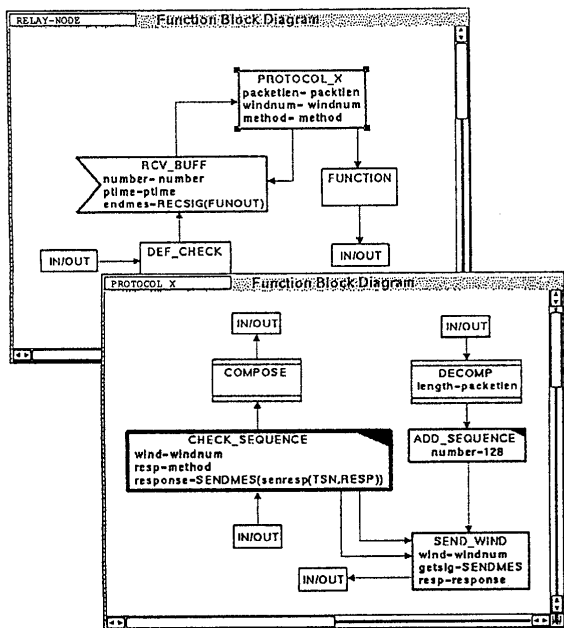 RELAY-NODE
Function Block Diagram
PROTOCOL_X
packetlen= packtlen
windnum= windnum
method= method
RCV_BUFF
number= number
ptime=ptime
endmes=RECSIG(FUNOUT)
FUNCTION
IN/OUT
DEF_CHECK
IN/OUT
PROTOCOL X
Function Block Diagram
IN/OUT
IN/OUT
COMPOSE
DECOMP
length=packetlen
CHECK_SEQUENCE
wind=windnum
resp=method
response=SENDMES(senresp(TSN,RESP))
ADD_SEQUENCE
number=128
IN/OUT
SEND_WIND
wind=windnum
getsig=SENDMES
resp=response
IN/OUT